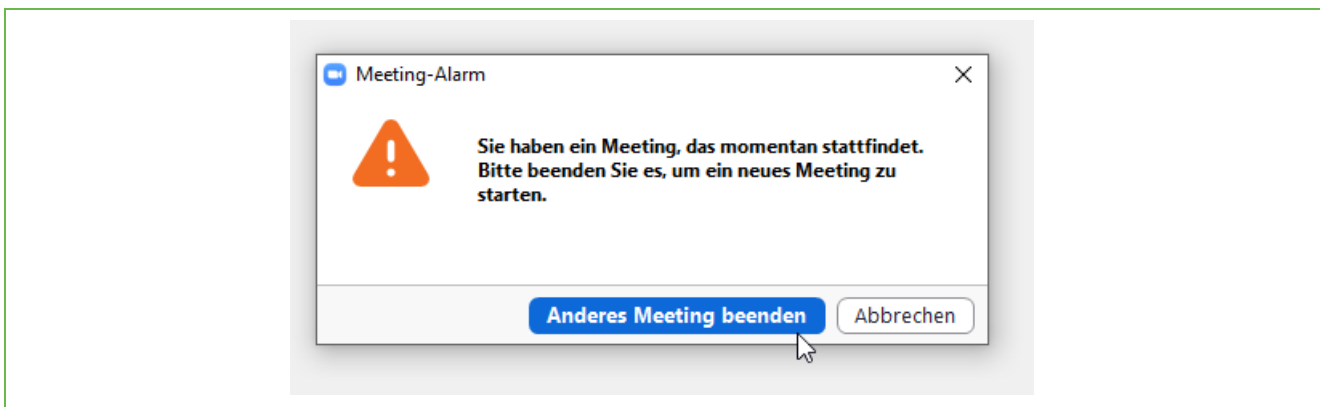 Meeting-Alarm
Sie haben ein Meeting, das momentan stattfindet.
Bitte beenden Sie es, um ein neues Meeting zu
starten.
Anderes Meeting beenden
Abbrechen